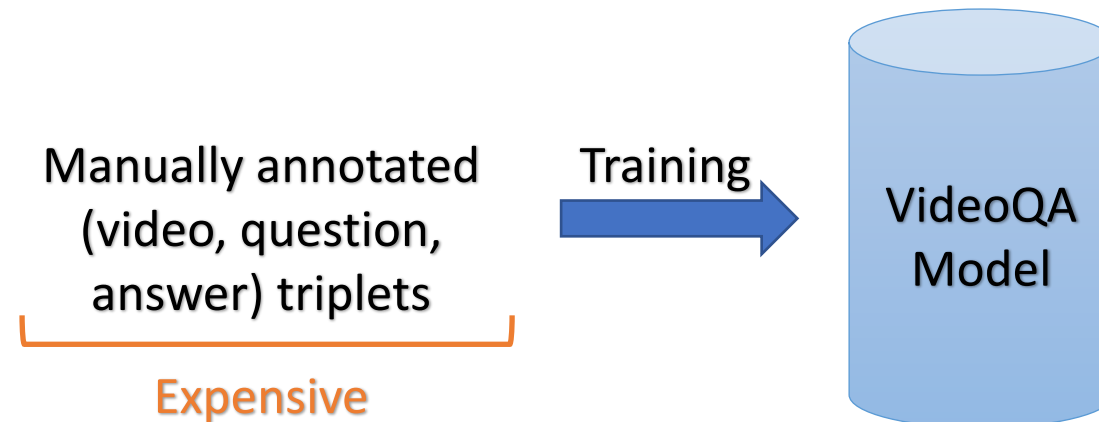 Manually annotated
(video, question,
answer) triplets
Expensive
Training
VideoQA
Model